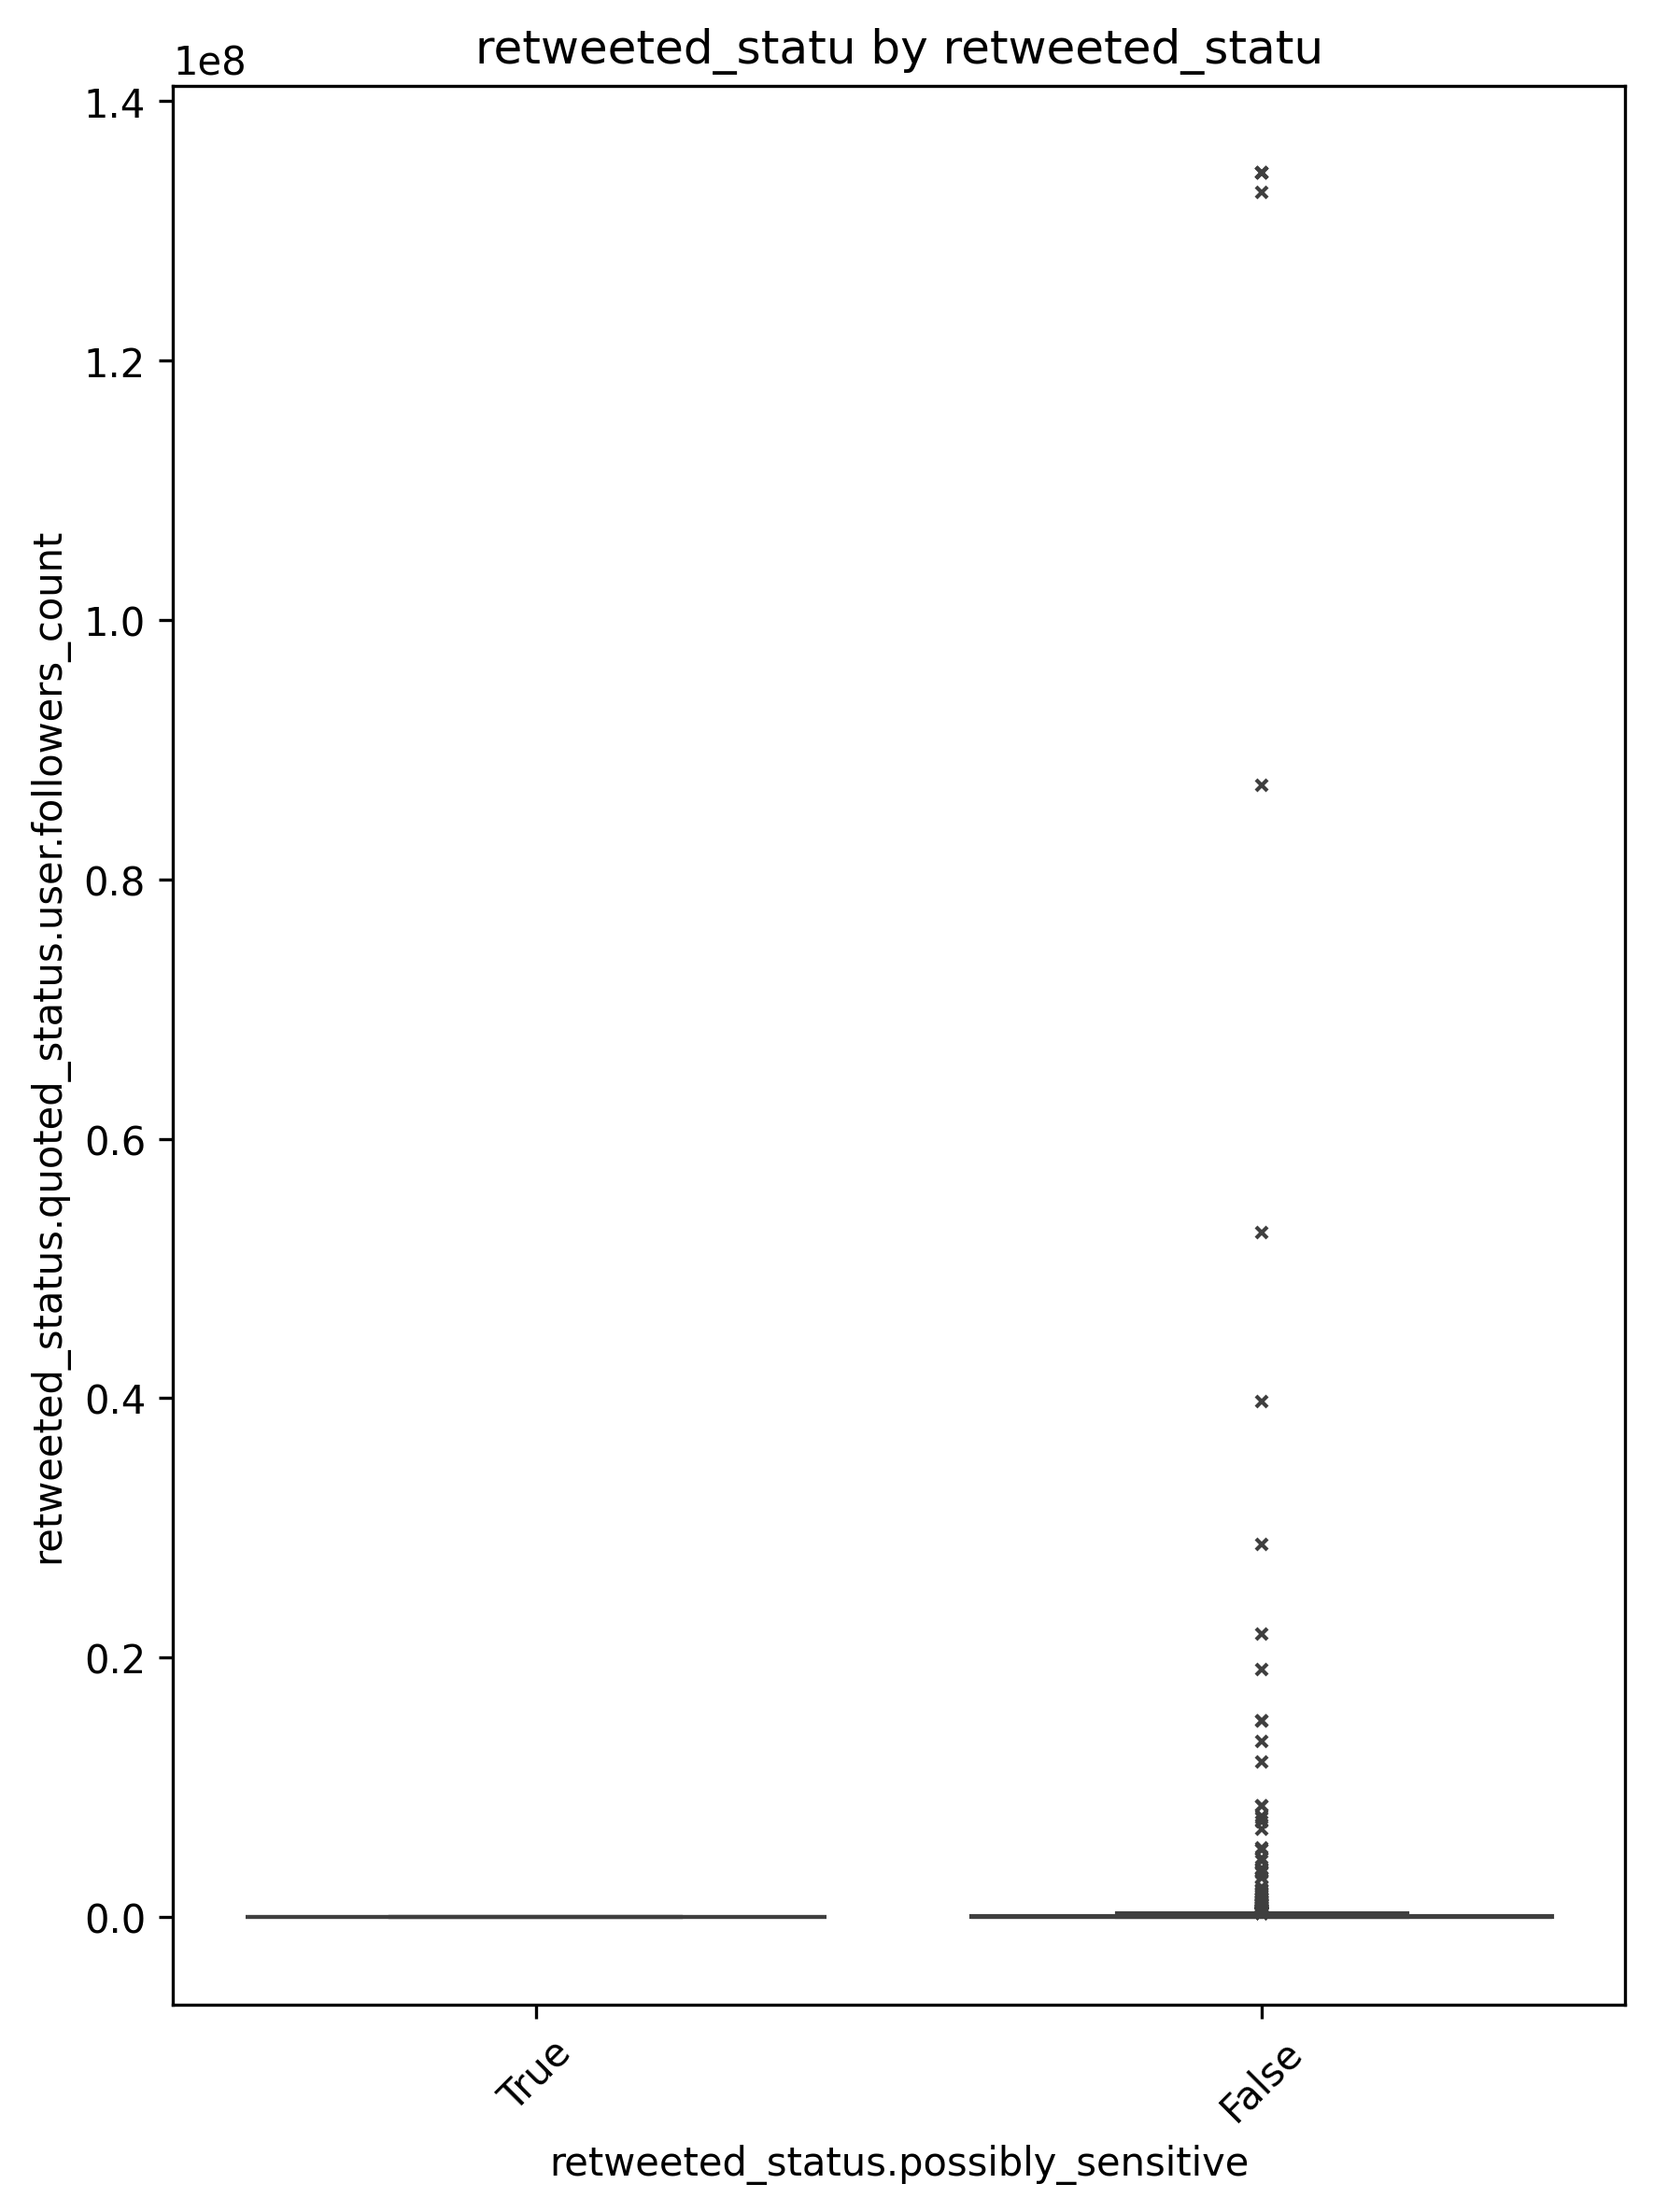 retweeted_statu by retweeted_statu
1e8
1.4
1.2
1.0
0.8
0.6
0.4
0.2
0.0
retweeted_status.quoted_status.user.followers_count
True
False
retweeted_status.possibly_sensitive